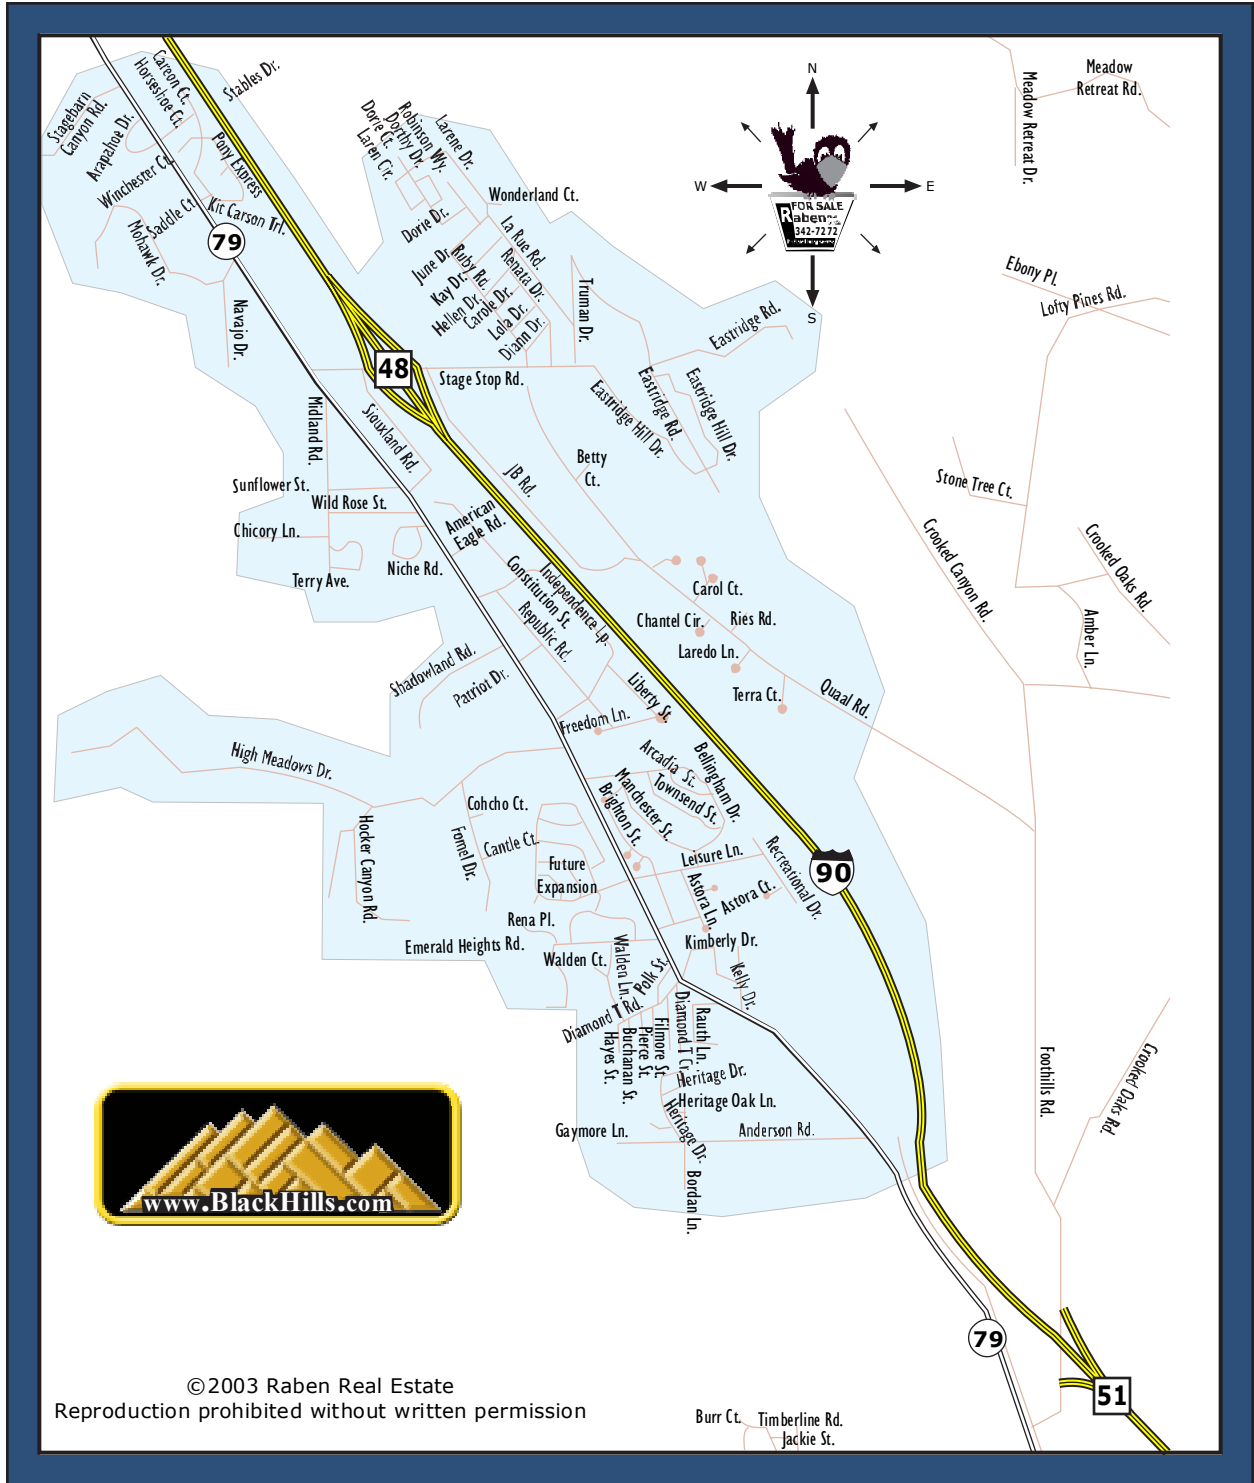 Stables Dr.
Careon Ct.
Horseshoe Ct.
Stagebarn
Canyon Rd.
Arapahoe Dr.
Pony Express
Winchester Ct.
Saddle Ct.
Kit Carson Trl.
Mohawk Dr.
79
Navajo Dr.
Larene Dr.
Robinson Wy.
Dorthy Dr.
Dorie Ct.
Laren Cir.
Wonderland Ct.
Dorie Dr.
La Rue Rd.
Renata Dr.
June Dr.
Ruby Rd.
Kay Dr.
Hellen Dr.
Carole Dr.
Lola Dr.
Diann Dr.
Truman Dr.
N
W
E
S
FOR SALE
Raben
342-7272
Meadow
Retreat Rd.
Meadow Retreat Dr.
Ebony Pl.
Lofty Pines Rd.
Eastridge Rd.
48
Stage Stop Rd.
Eastridge Hill Dr.
Eastridge Rd.
Eastridge Hill Dr.
Midland Rd.
Siouxland Rd.
JB Rd.
Betty
Ct.
Sunflower St.
Wild Rose St.
Chicory Ln.
Terry Ave.
Niche Rd.
American
Eagle Rd.
Stone Tree Ct.
Crooked Canyon Rd.
Crooked Oaks Rd.
Amber Ln.
Independence Lp.
Constitution St.
Republic Rd.
Carol Ct.
Chantel Cir.
Ries Rd.
Laredo Ln.
Terra Ct.
Quaal Rd.
Shadowland Rd.
Patriot Dr.
Liberty St.
Freedom Ln.
High Meadows Dr.
Arcadia St.
Bellingham Dr.
Townsend St.
Manchester St.
Brighton St.
Cohcho Ct.
Fomel Dr.
Cantle Ct.
Future
Expansion
Hocker Canyon Rd.
Leisure Ln.
Recreational Dr.
90
Astora Ln.
Astora Ct.
Rena Pl.
Emerald Heights Rd.
Walden Ct.
Walden Ln.
Polk St.
Kimberly Dr.
Kelly Dr.
Diamond T Rd.
Hayes St.
Buchanan St.
Pierce St.
Filmore St.
Diamond T Cr.
Rauth Ln.
Heritage Dr.
Heritage Oak Ln.
Heritage Dr.
Gaymore Ln.
Anderson Rd.
Bordan Ln.
Foothills Rd.
Crooked Oaks Rd.
www.BlackHills.com
79
51
©2003 Raben Real Estate
Reproduction prohibited without written permission
Burr Ct.
Timberline Rd.
Jackie St.